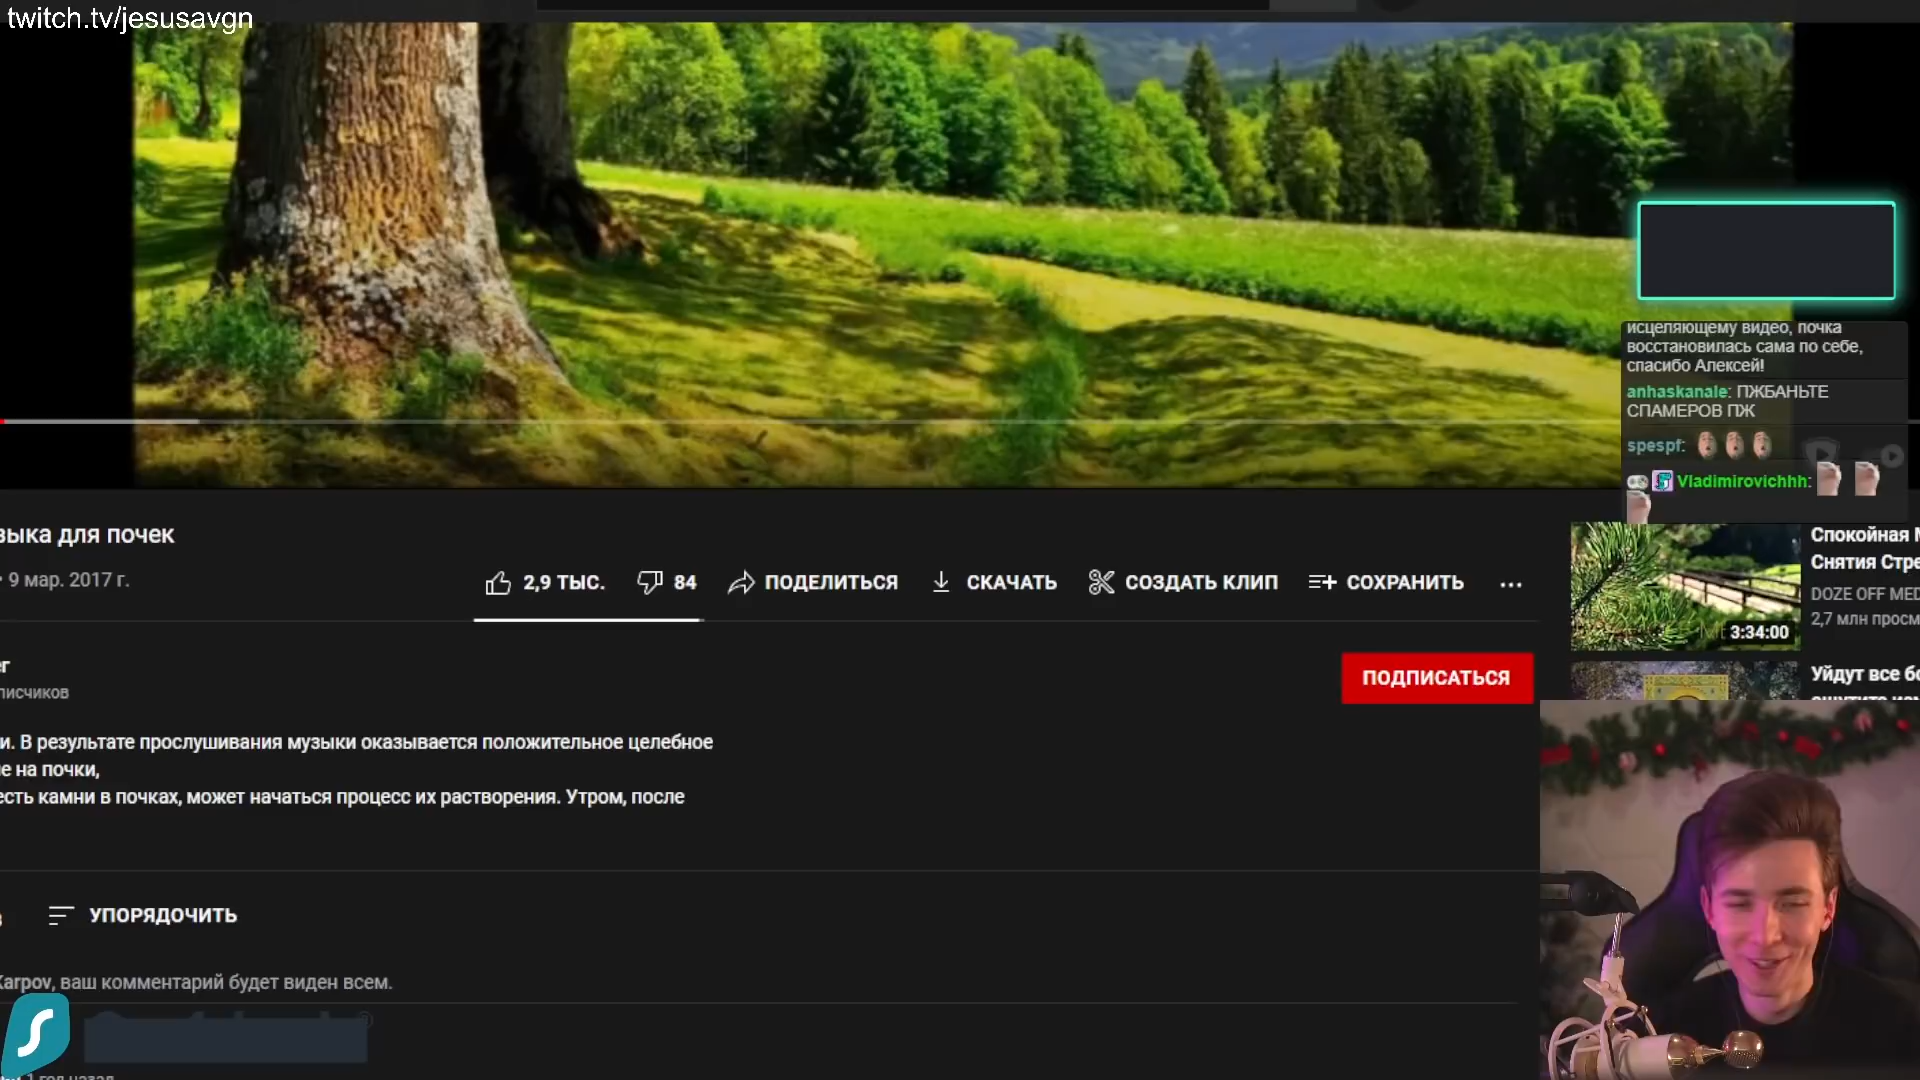 twitch.tv/jesusavgn
исцеляющему видео, почка
восстановилась сама по себе,
спасибо Алексей!
anhaskanale: ПЖБАНЬТЕ
СПАМЕРОВ ПЖ
spespf:
Vladimirovichhh:
зыка для почек
• 9 мар. 2017 г.
2,9 ТЫС.
84
ПОДЕЛИТЬСЯ
СКАЧАТЬ
СОЗДАТЬ КЛИП
СОХРАНИТЬ
Спокойная М
Снятия Стре
DOZE OFF MED
2,7 млн просм
3:34:00
Уйдут все бо
ПОДПИСАТЬСЯ
ег
писчиков
и. В результате прослушивания музыки оказывается положительное целебное
е на почки,
есть камни в почках, может начаться процесс их растворения. Утром, после
УПОРЯДОЧИТЬ
Karpov, ваш комментарий будет виден всем.